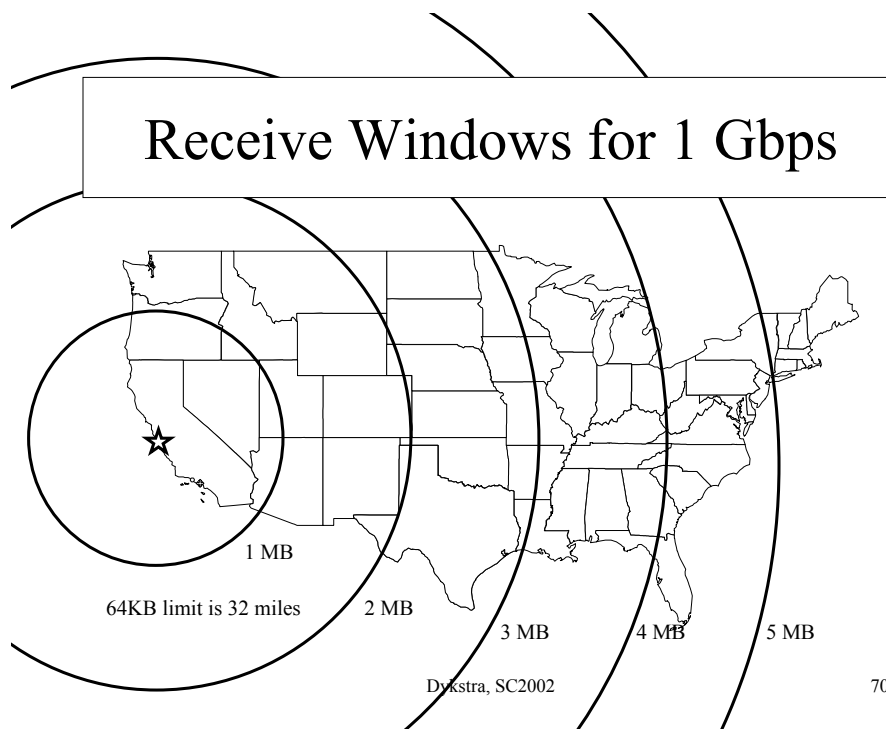 Receive Windows for 1 Gbps
1 MB
64KB limit is 32 miles
2 MB
3 MB
4 MB
5 MB
Dykstra, SC2002
70